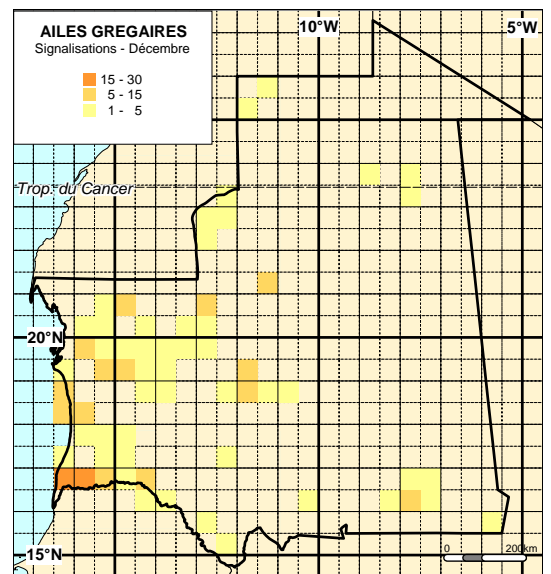 AILES GREGAIRES
Signalisations - Décembre
15 - 30
5 - 15
1 - 5
10°W
5°W
Trop. du Cancer
20°N
15°N
0
200km